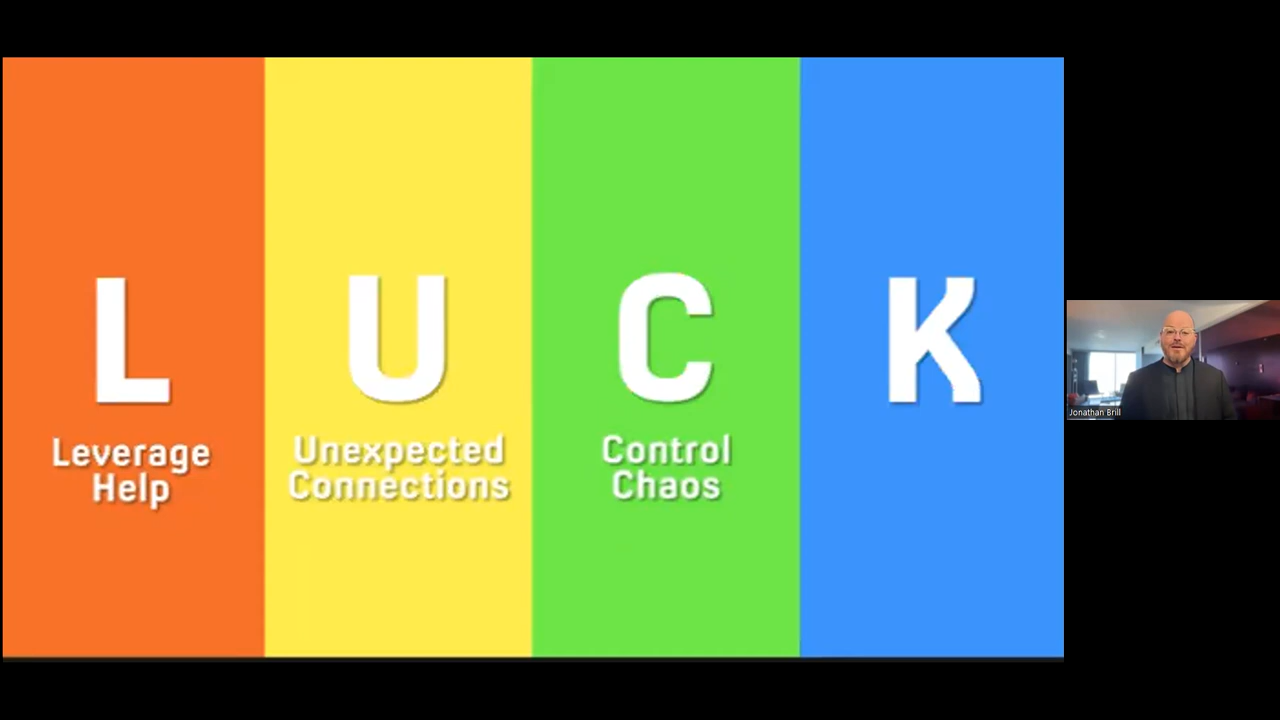 L
Leverage
Help
U
Unexpected
Connections
C
Control
Chaos
K
Jonathan Brill